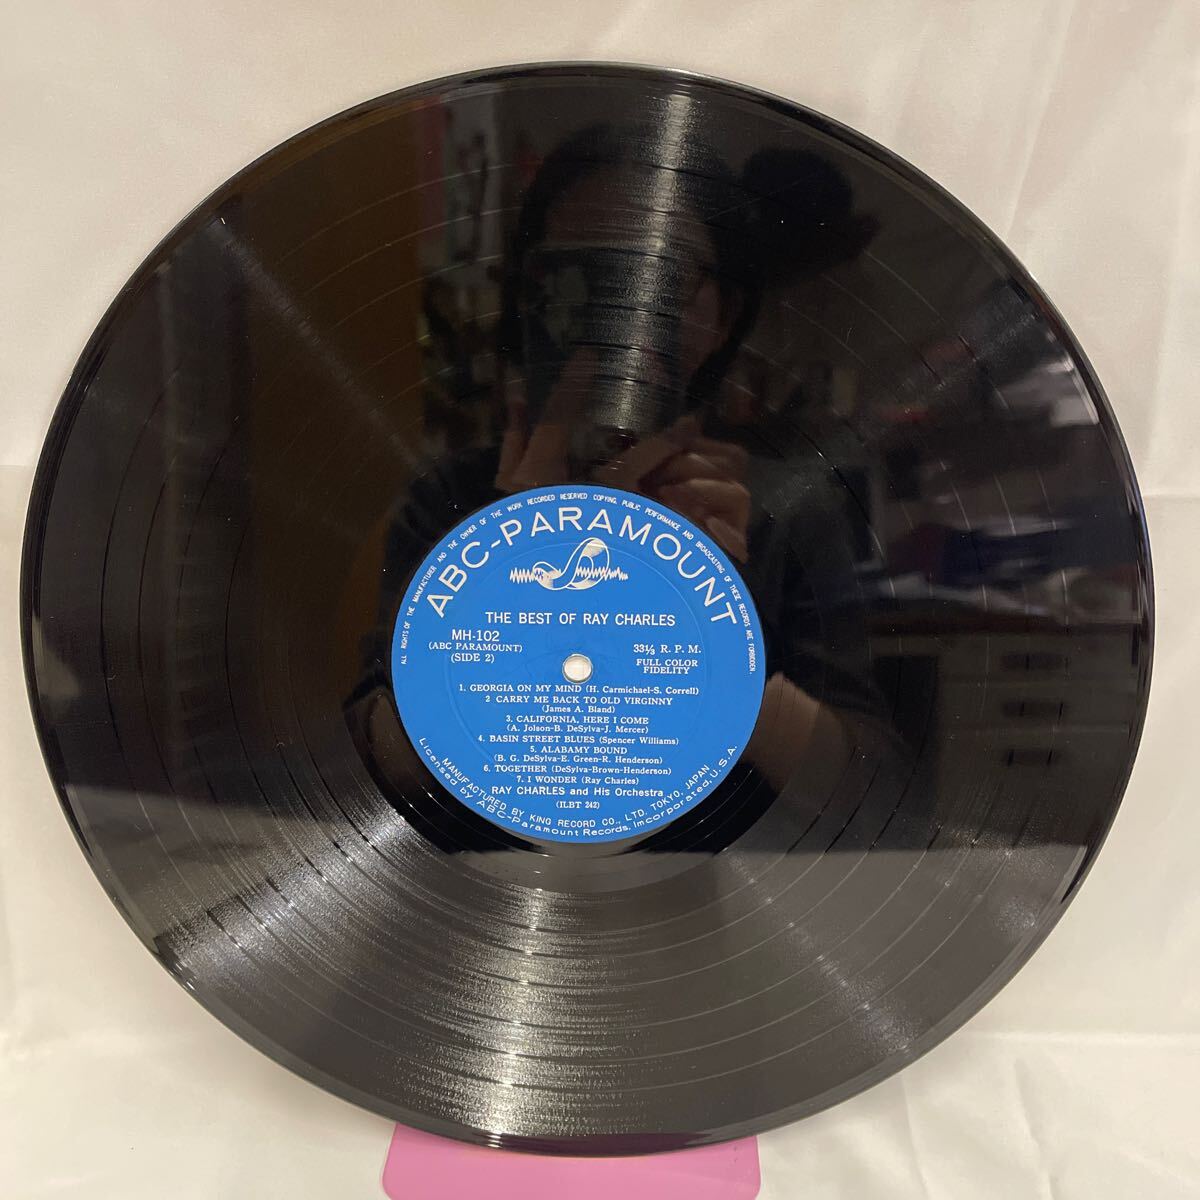 ALL RIGHTS OF THE MANUFACTURER AND THE OWNER OF THE WORK RECORDED RESERVED COPYING, PUBLIC PERFORMANCE AND BROADCASTING OF THESE RECORDS ARE FORBIDDEN.
ABC-PARAMOUNT
THE BEST OF RAY CHARLES
MH-102
(ABC PARAMOUNT)
(SIDE 2)
33⅓ R. P. M.
FULL COLOR
FIDELITY
1. GEORGIA ON MY MIND (H. Carmichael-S. Correll)
2 CARRY ME BACK TO OLD VIRGINNY
(James A. Bland)
3. CALIFORNIA, HERE I COME
(A. Jolson-B. DeSylva-J. Mercer)
4. BASIN STREET BLUES (Spencer Williams)
5. ALABAMY BOUND
(B. G. DeSylva-E. Green-R. Henderson)
6. TOGETHER (DeSylva-Brown-Henderson)
7. I WONDER (Ray Charles)
RAY CHARLES and His Orchestra
(ILBT 242)
MANUFACTURED BY KING RECORD CO., LTD. TOKYO, JAPAN
Licensed by ABC-Paramount Records, Incorporated, U.S.A.